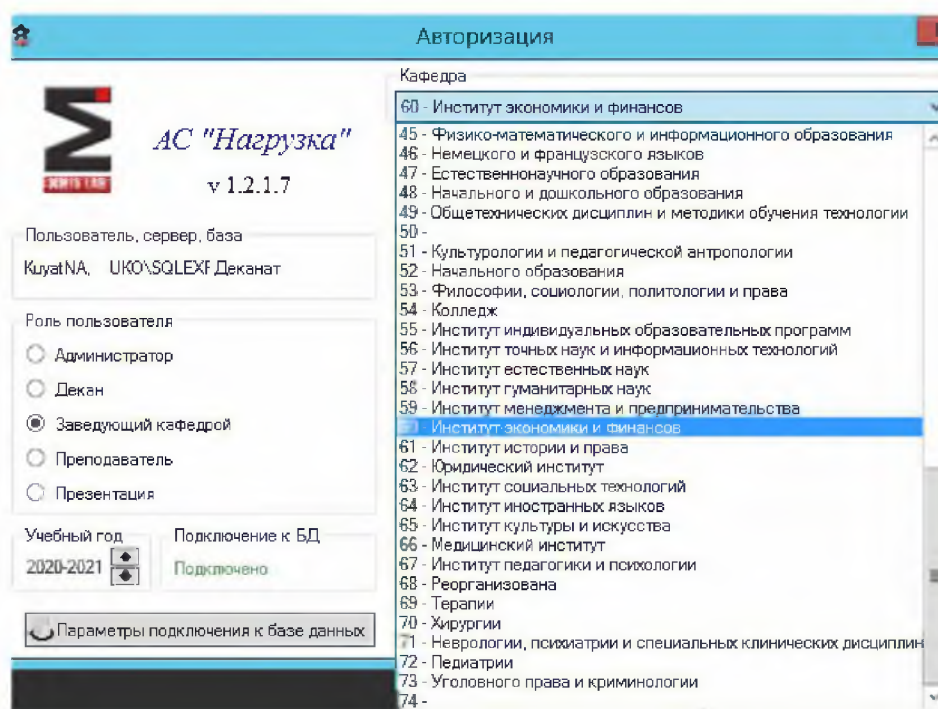 Авторизация
АС "Нагрузка"
v 1.2.1.7
Пользователь, сервер, база
KuyatNA, UKO\SQLEXF Деканат
Роль пользователя
Администратор
Декан
Заведующий кафедрой
Преподаватель
Презентация
Учебный год
2020-2021
Подключение к БД
Подключено
Параметры подключения к базе данных
Кафедра
60 - Институт экономики и финансов
45 - Физико-математического и информационного образования
46 - Немецкого и французского языков
47 - Естественнонаучного образования
48 - Начального и дошкольного образования
49 - Общетехнических дисциплин и методики обучения технологии
50 -
51 - Культурологии и педагогической антропологии
52 - Начального образования
53 - Философии, социологии, политологии и права
54 - Колледж
55 - Институт индивидуальных образовательных программ
56 - Институт точных наук и информационных технологий
57 - Институт естественных наук
58 - Институт гуманитарных наук
59 - Институт менеджмента и предпринимательства
60 - Институт экономики и финансов
61 - Институт истории и права
62 - Юридический институт
63 - Институт социальных технологий
64 - Институт иностранных языков
65 - Институт культуры и искусства
66 - Медицинский институт
67 - Институт педагогики и психологии
68 - Реорганизована
69 - Терапии
70 - Хирургии
71 - Неврологии, психиатрии и специальных клинических дисциплин
72 - Педиатрии
73 - Уголовного права и криминологии
74 -